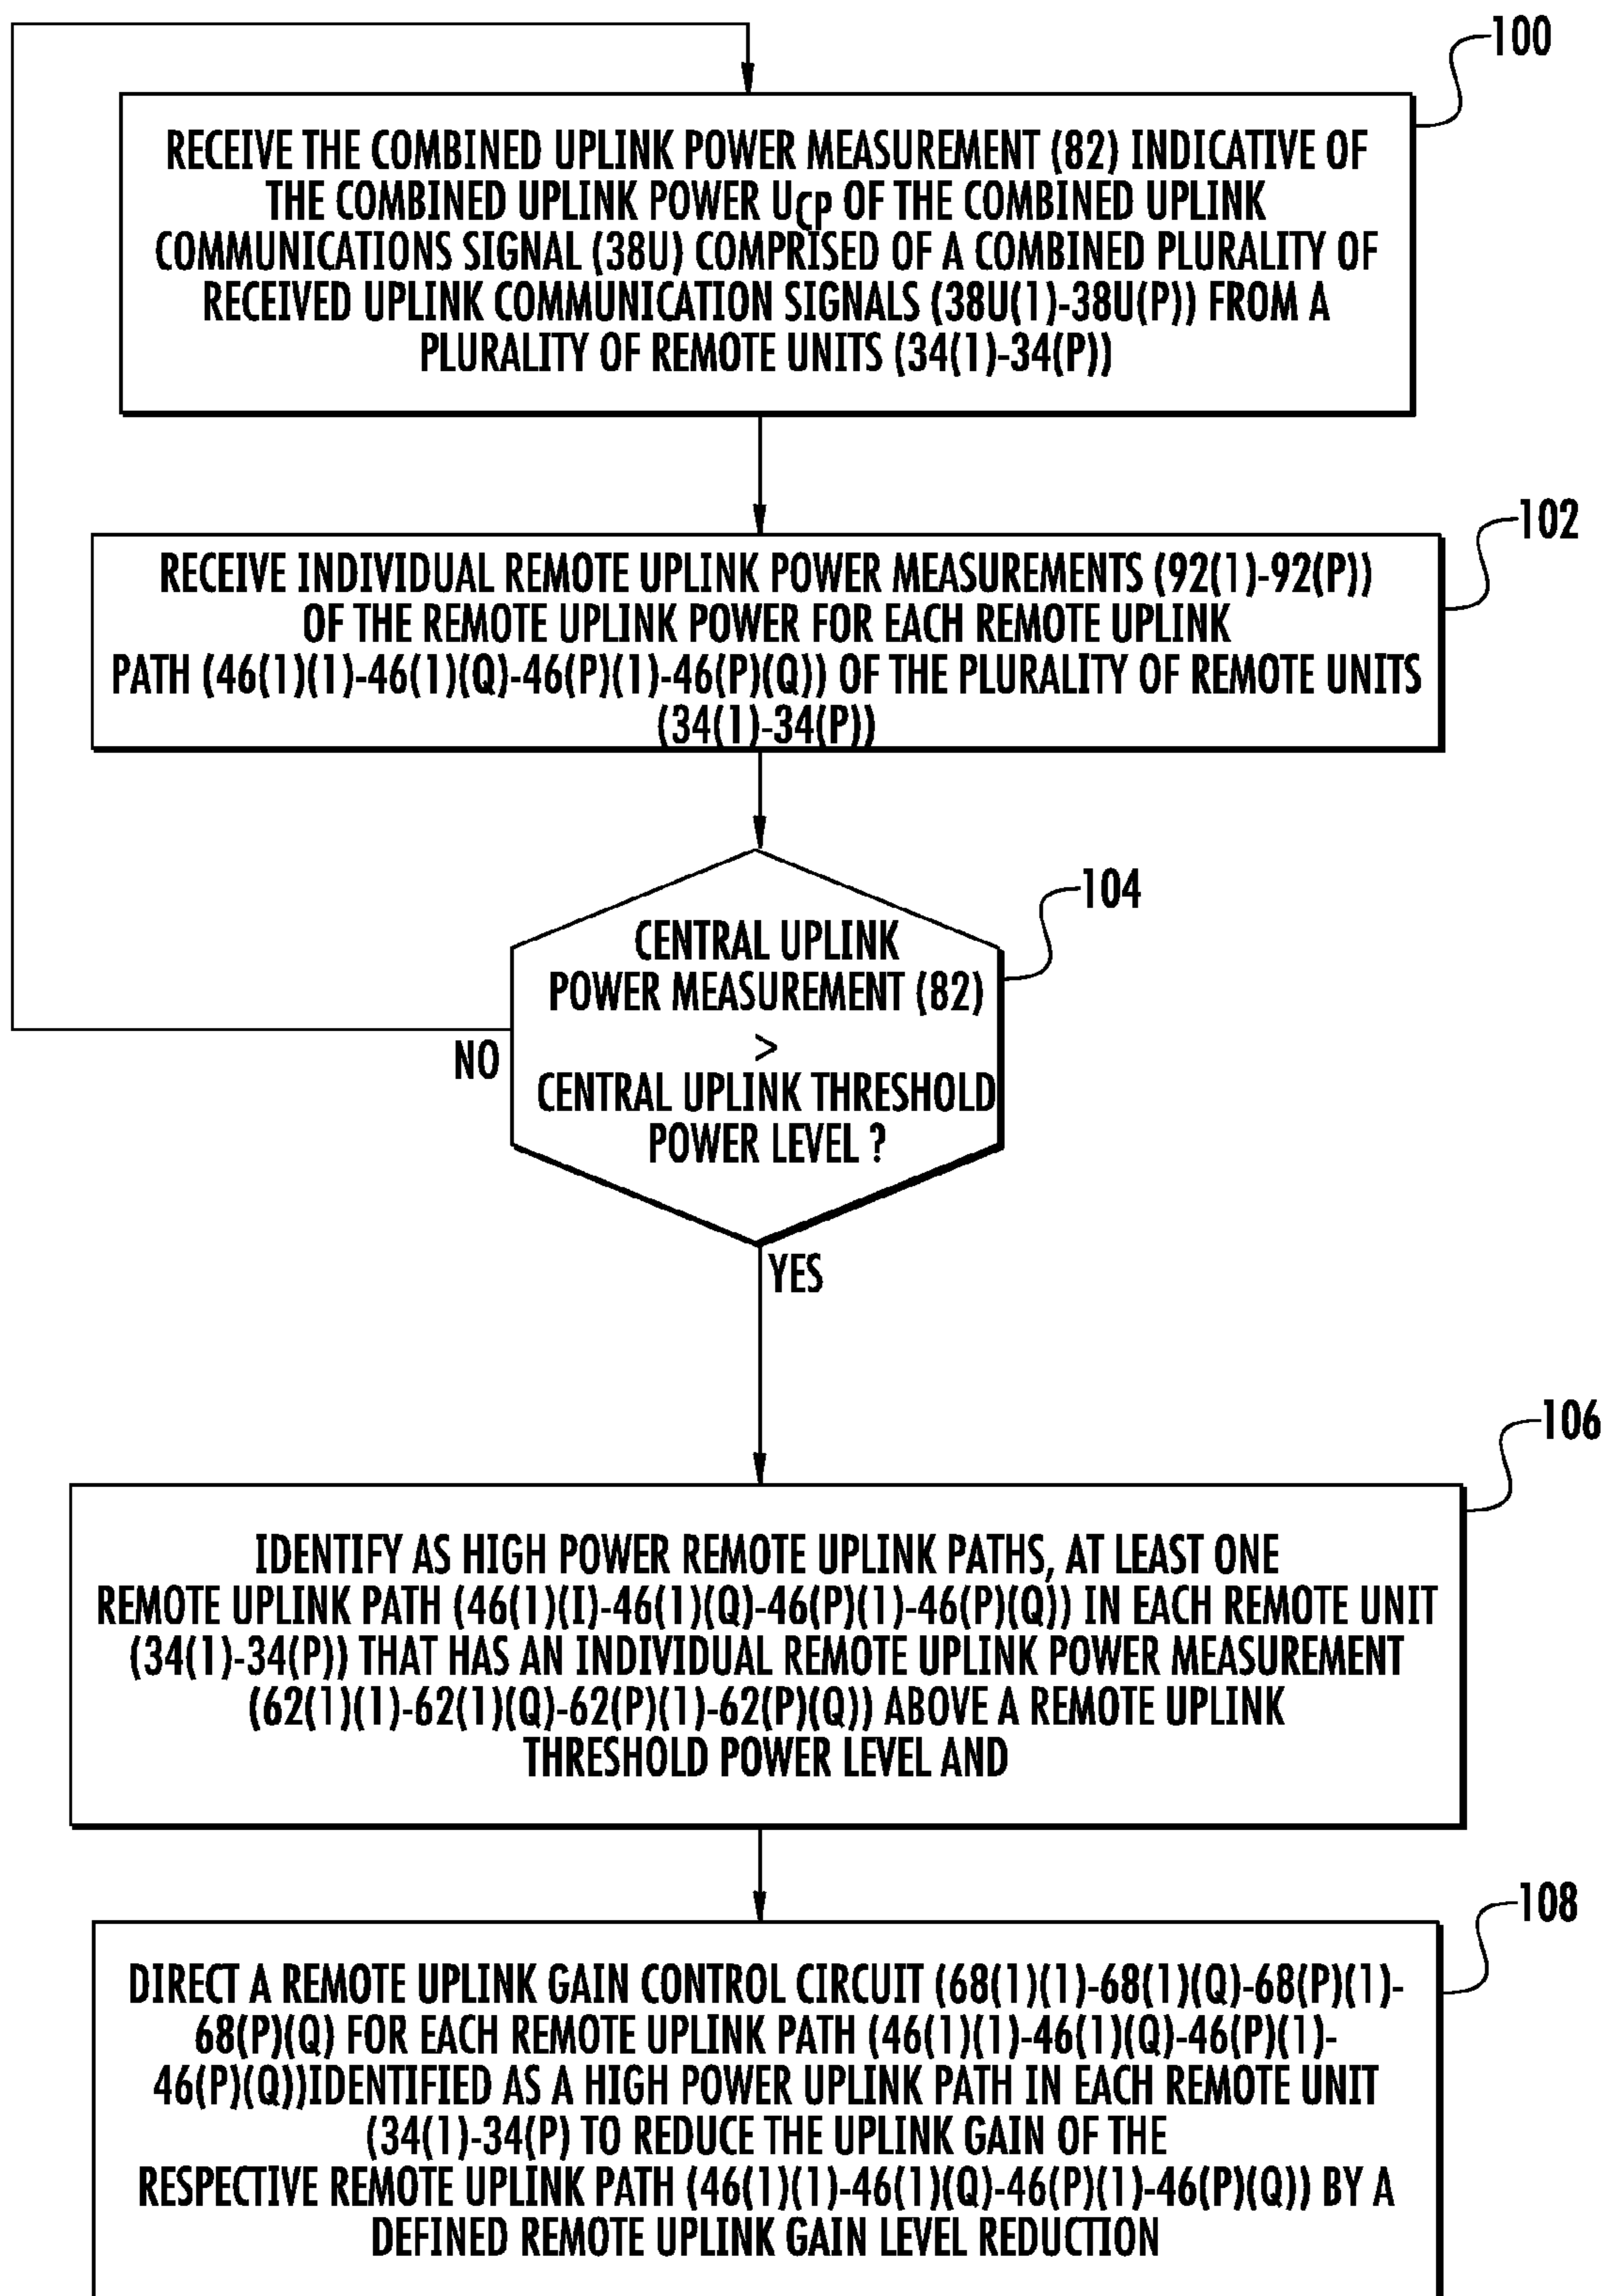 100
RECEIVE THE COMBINED UPLINK POWER MEASUREMENT (82) INDICATIVE OF
THE COMBINED UPLINK POWER UCP OF THE COMBINED UPLINK
COMMUNICATIONS SIGNAL (38U) COMPRISED OF A COMBINED PLURALITY OF
RECEIVED UPLINK COMMUNICATION SIGNALS (38U(1)-38U(P)) FROM A
PLURALITY OF REMOTE UNITS (34(1)-34(P))
102
RECEIVE INDIVIDUAL REMOTE UPLINK POWER MEASUREMENTS (92(1)-92(P))
OF THE REMOTE UPLINK POWER FOR EACH REMOTE UPLINK
PATH (46(1)(1)-46(1)(Q)-46(P)(1)-46(P)(Q)) OF THE PLURALITY OF REMOTE UNITS
(34(1)-34(P))
104
CENTRAL UPLINK
POWER MEASUREMENT (82)
>
CENTRAL UPLINK THRESHOLD
POWER LEVEL ?
NO
YES
106
IDENTIFY AS HIGH POWER REMOTE UPLINK PATHS, AT LEAST ONE
REMOTE UPLINK PATH (46(1)(I)-46(1)(Q)-46(P)(1)-46(P)(Q)) IN EACH REMOTE UNIT
(34(1)-34(P)) THAT HAS AN INDIVIDUAL REMOTE UPLINK POWER MEASUREMENT
(62(1)(1)-62(1)(Q)-62(P)(1)-62(P)(Q)) ABOVE A REMOTE UPLINK
THRESHOLD POWER LEVEL AND
108
DIRECT A REMOTE UPLINK GAIN CONTROL CIRCUIT (68(1)(1)-68(1)(Q)-68(P)(1)-
68(P)(Q) FOR EACH REMOTE UPLINK PATH (46(1)(1)-46(1)(Q)-46(P)(1)-
46(P)(Q))IDENTIFIED AS A HIGH POWER UPLINK PATH IN EACH REMOTE UNIT
(34(1)-34(P) TO REDUCE THE UPLINK GAIN OF THE
RESPECTIVE REMOTE UPLINK PATH (46(1)(1)-46(1)(Q)-46(P)(1)-46(P)(Q)) BY A
DEFINED REMOTE UPLINK GAIN LEVEL REDUCTION